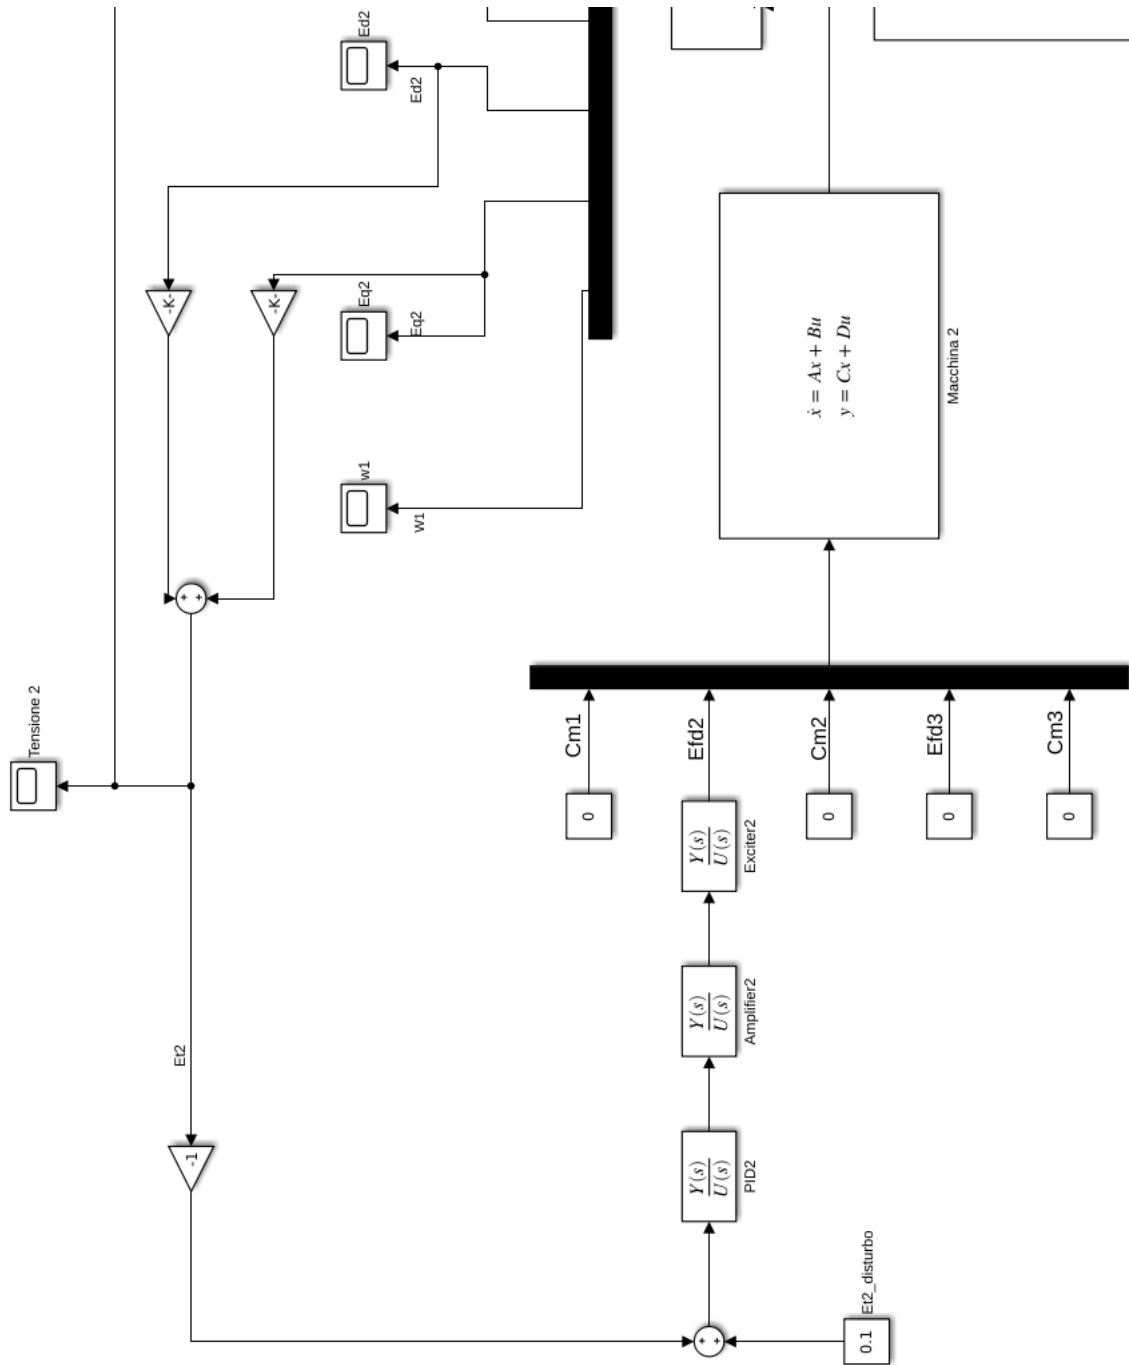 Et2_disturbo
0.1
PID2
Y(s)
U(s)
Amplifier2
Y(s)
U(s)
Exciter2
Y(s)
U(s)
-1
Et2
Tensione 2
0
0
0
0
Cm1
Efd2
Cm2
Efd3
Cm3
+
+
+
+
w1
W1
-K-
-K-
Eq2
Eq2
Ed2
Ed2
ẋ = Ax + Bu
y = Cx + Du
Macchina 2